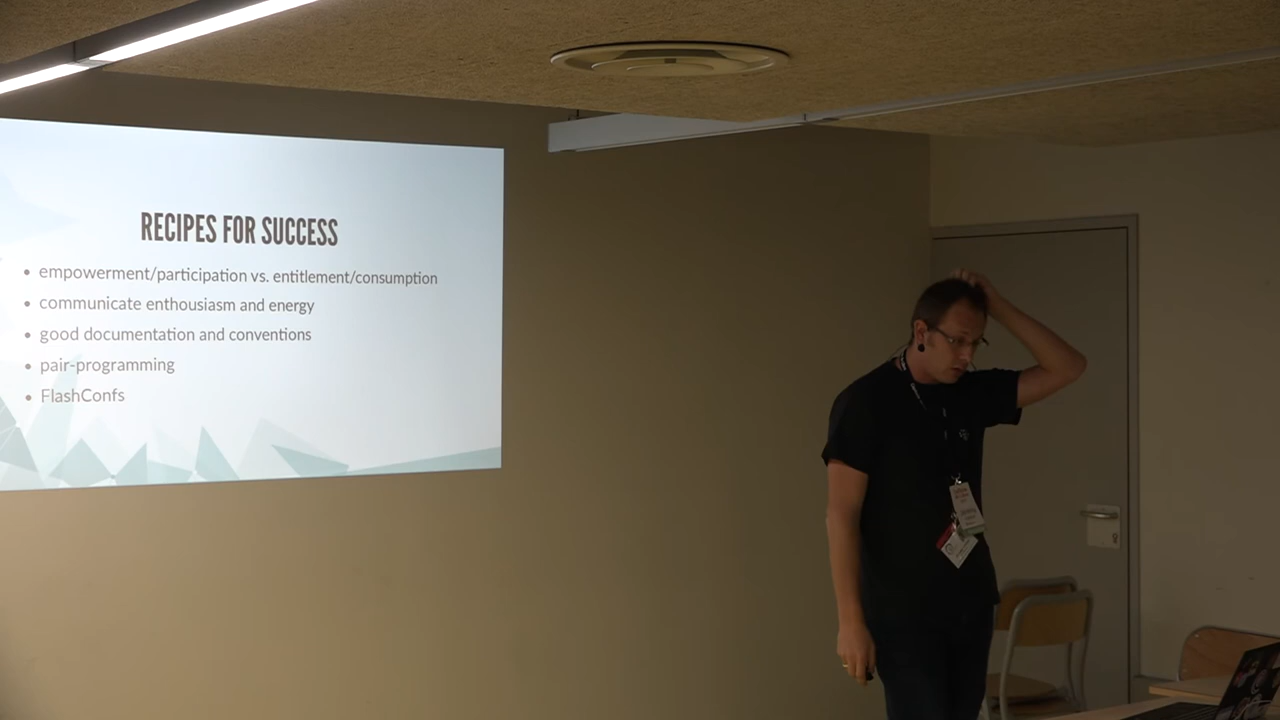 RECIPES FOR SUCCESS
empowerment/participation vs. entitlement/consumption
communicate enthousiasm and energy
good documentation and conventions
pair-programming
FlashConfs